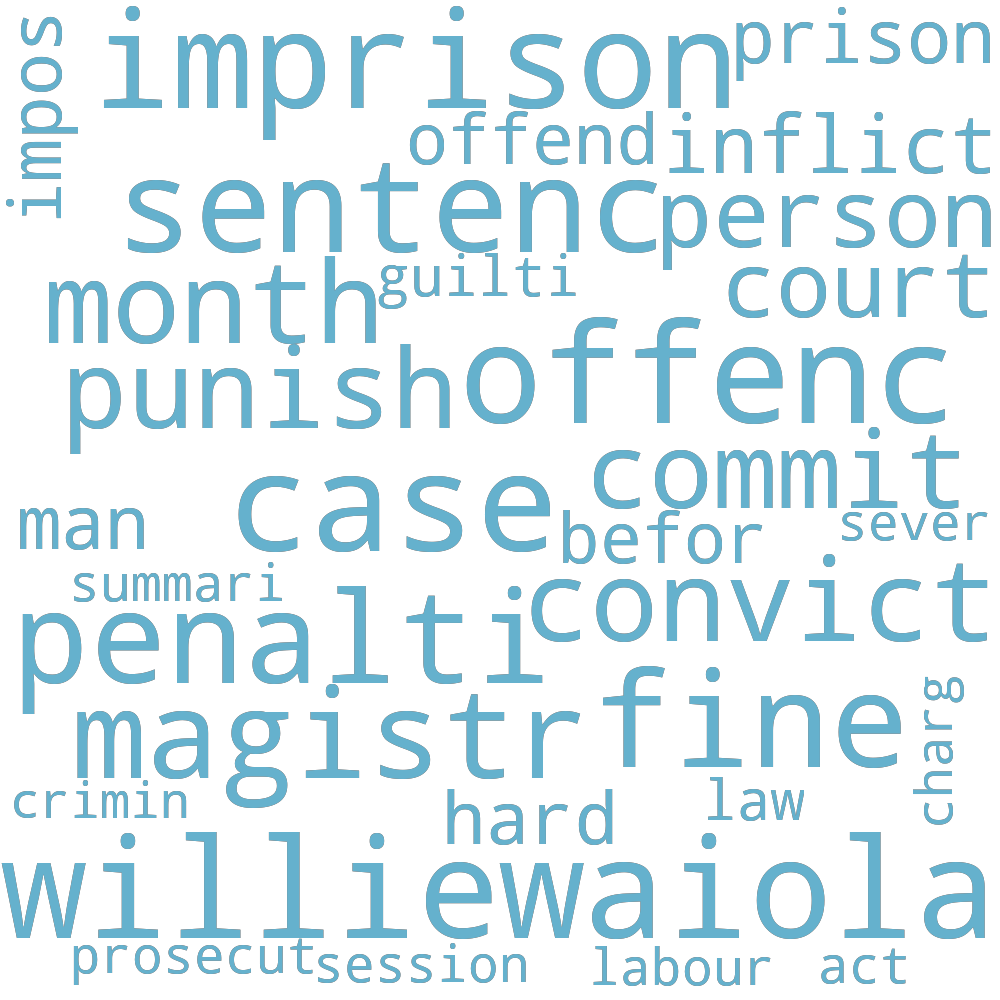 impos
imprison
prison
offend
inflict
sentenc
person
month
guilti
court
punish
offenc
case
commit
man
befor
sever
summari
penalti
convict
magistr
fine
charg
crimin
hard
law
williewaiola
prosecut
session
labour
act